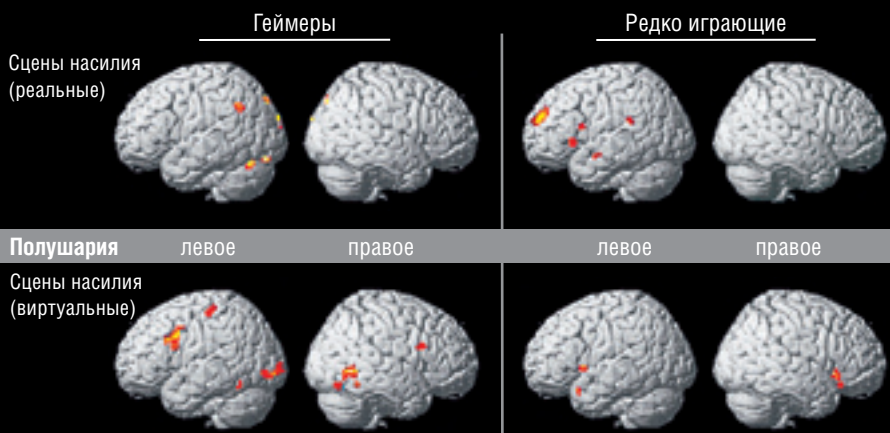 Геймеры
Редко играющие
Сцены насилия
(реальные)
Полушария левое правое левое правое
Сцены насилия
(виртуальные)